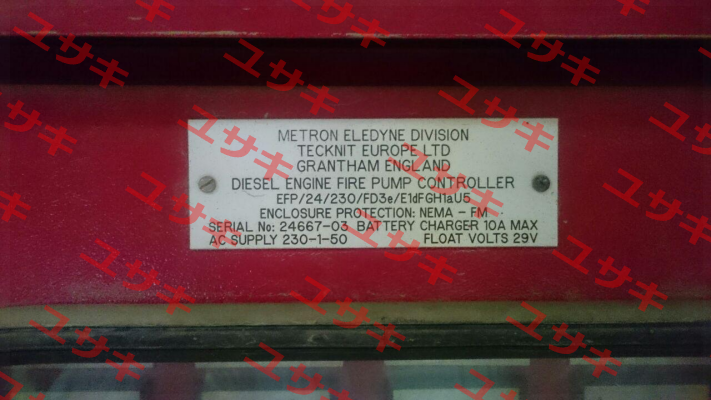 METRON ELEDYNE DIVISION
TECKNIT EUROPE LTD
GRANTHAM ENGLAND
DIESEL ENGINE FIRE PUMP CONTROLLER
EFP/24/230/FD3e/E1dFGH1aU5
ENCLOSURE PROTECTION: NEMA - FM
SERIAL No: 24667-03 BATTERY CHARGER 10A MAX
AC SUPPLY 230-1-50 FLOAT VOLTS 29V
ユサキ